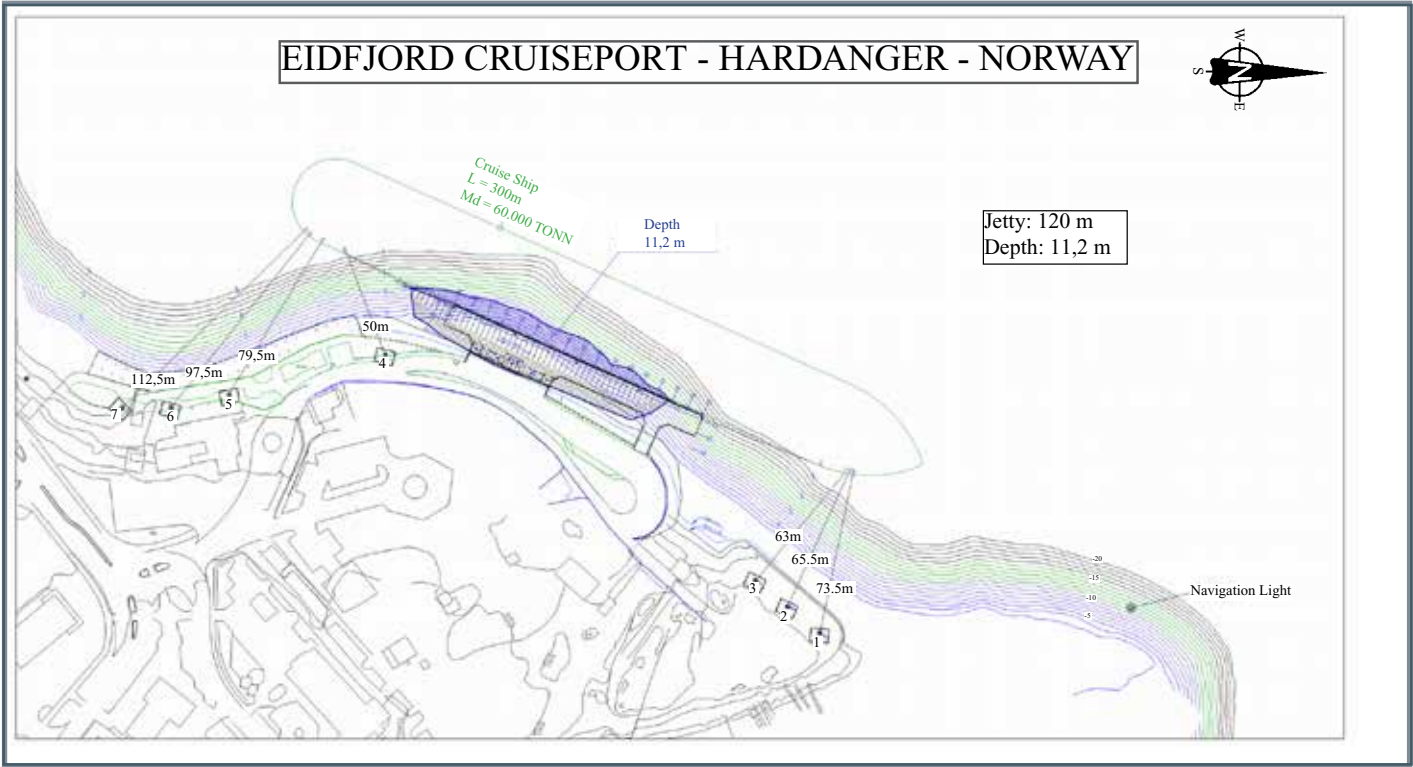 EIDFJORD CRUISEPORT - HARDANGER - NORWAY
W
S
N
E
Cruise Ship
L = 300m
Md = 60.000 TONN
Depth
11,2 m
Jetty: 120 m
Depth: 11,2 m
50m
79,5m
97,5m
112,5m
4
5
6
7
63m
65.5m
73.5m
3
2
1
-20
-15
-10
-5
Navigation Light